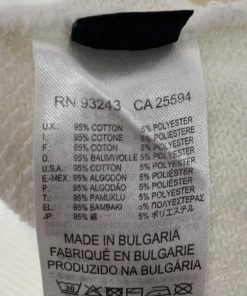 RN 93243 CA 25594
U.K.: 95% COTTON 5% POLYESTER
I.: 95% COTONE 5% POLIESTERE
F.: 95% COTON 5% POLYESTER
D.: 95% BAUMWOLLE 5% POLYESTER
U.S.A.: 95% COTTON 5% POLYESTER
E.-MEX.: 95% ALGODÓN 5% POLIÉSTER
P.: 95% ALGODÃO 5% POLIÉSTER
T.: 95% PAMUKLU 5% POLYESTER
EL: 95% BAMBAKI 5% ΠΟΛΥΕΣΤΕΡΑΣ
JP: 95% 綿 5% ポリエステル
MADE IN BULGARIA
FABRIQUÉ EN BULGARIE
PRODUZIDO NA BULGÁRIA
30